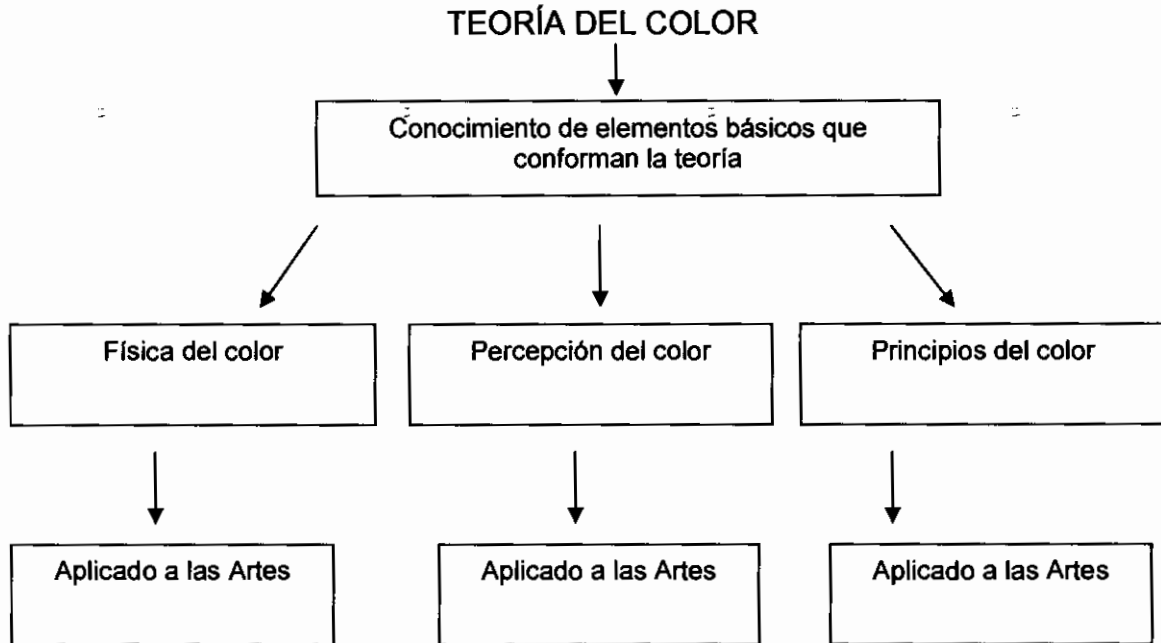 TEORÍA DEL COLOR
Conocimiento de elementos básicos que
conforman la teoría
Física del color
Percepción del color
Principios del color
Aplicado a las Artes
Aplicado a las Artes
Aplicado a las Artes